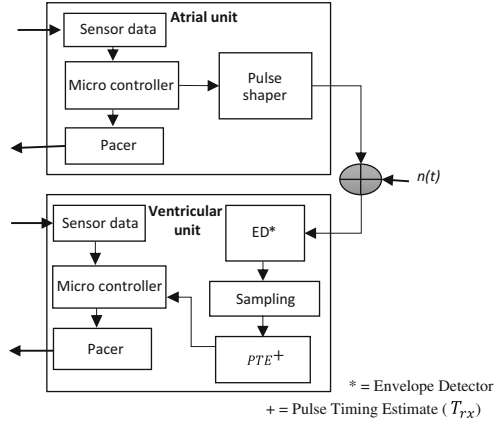 Atrial unit
Sensor data
Micro controller
Pulse
shaper
Pacer
n(t)
Sensor data
Ventricular
unit
ED*
Micro controller
Sampling
Pacer
PTE+
* = Envelope Detector
+ = Pulse Timing Estimate (Trx)